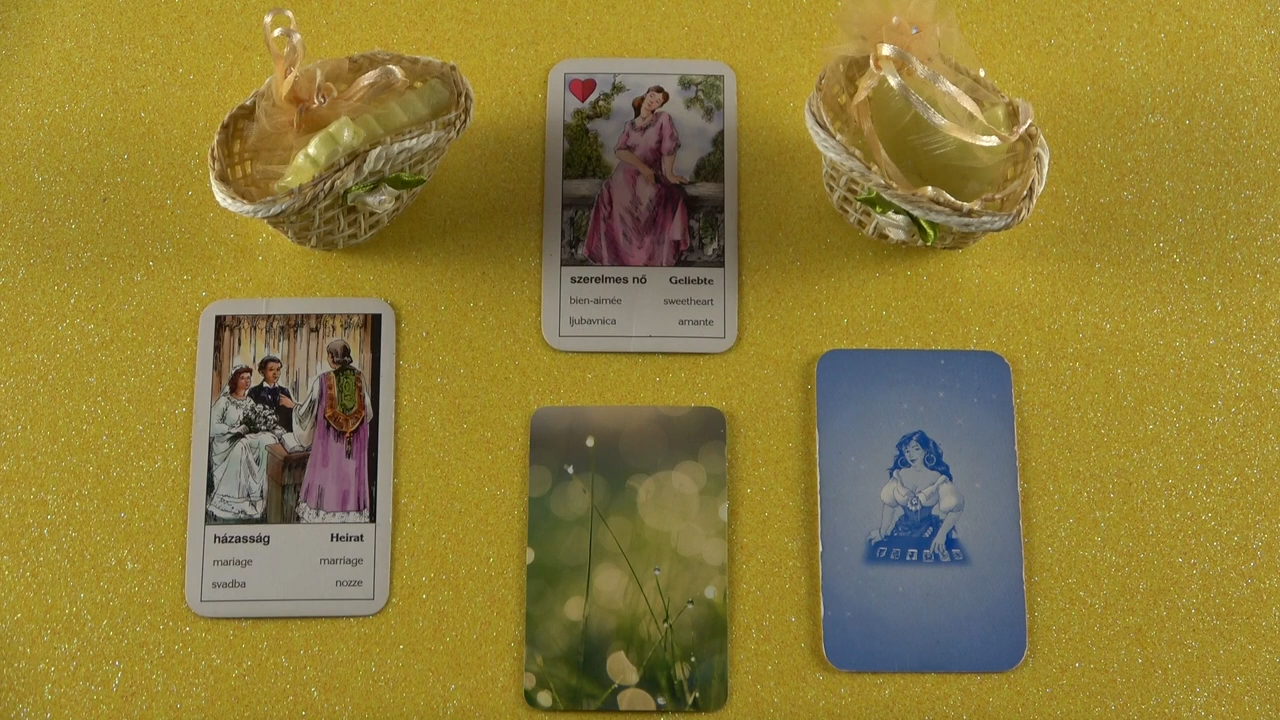 szerelmes nő Geliebte
bien-aimée sweetheart
ljubavnica amante
házasság Heirat
mariage marriage
svadba nozze